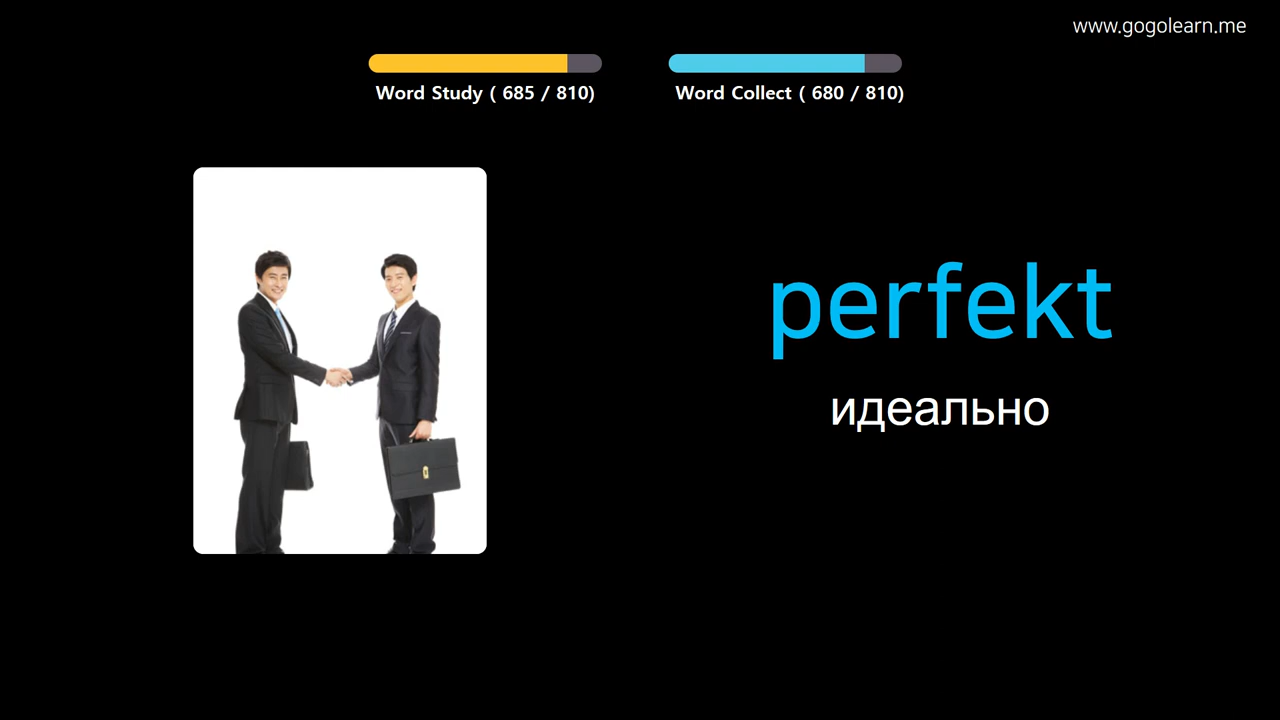 www.gogolearn.me
Word Study ( 685 / 810)
Word Collect ( 680 / 810)
perfekt
идеально